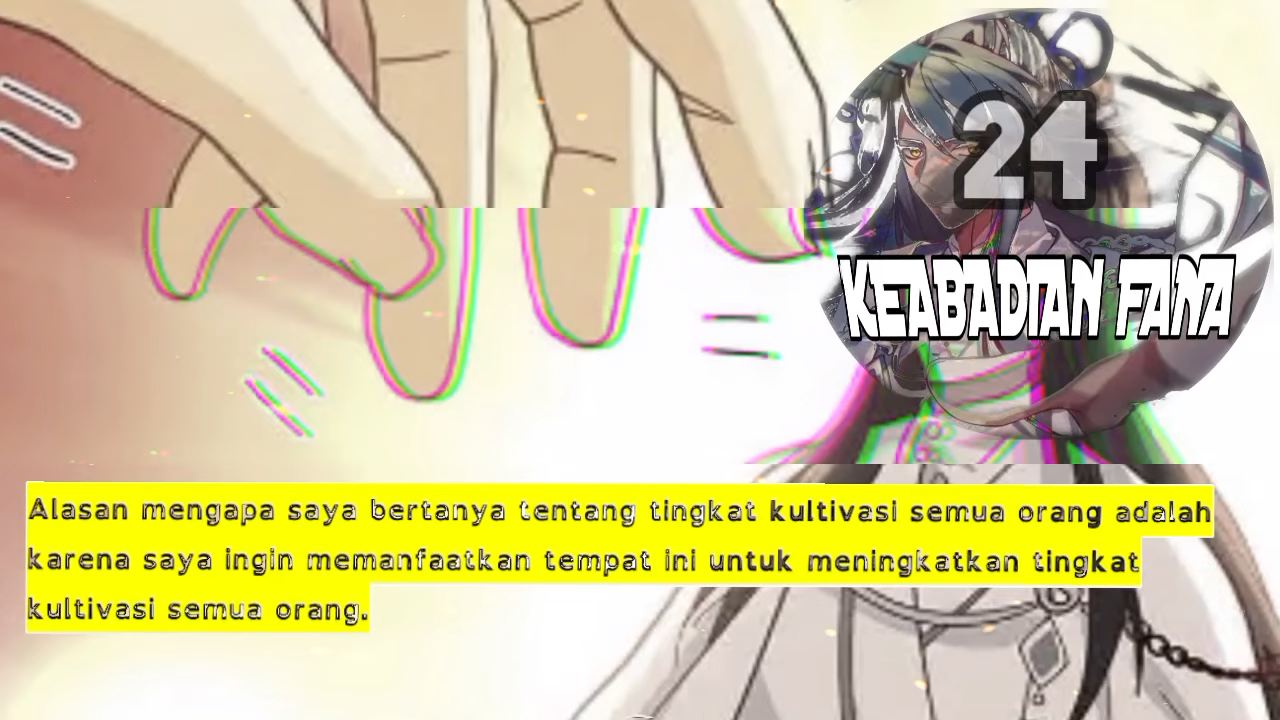 24
KEABADIAN FANA
Alasan mengapa saya bertanya tentang tingkat kultivasi semua orang adalah
karena saya ingin memanfaatkan tempat ini untuk meningkatkan tingkat
kultivasi semua orang.